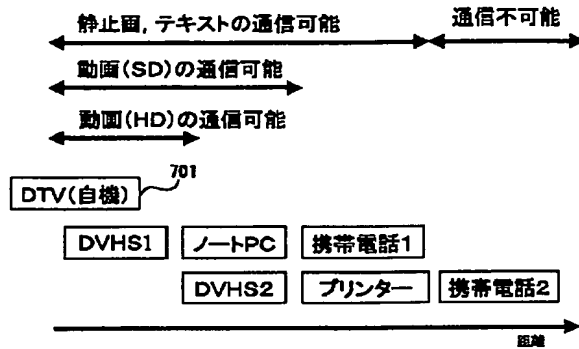 静止画,テキストの通信可能
通信不可能
動画(SD)の通信可能
動画(HD)の通信可能
701
DTV(自機)
DVHS1
ノートPC
携帯電話1
DVHS2
プリンター
携帯電話2
距離